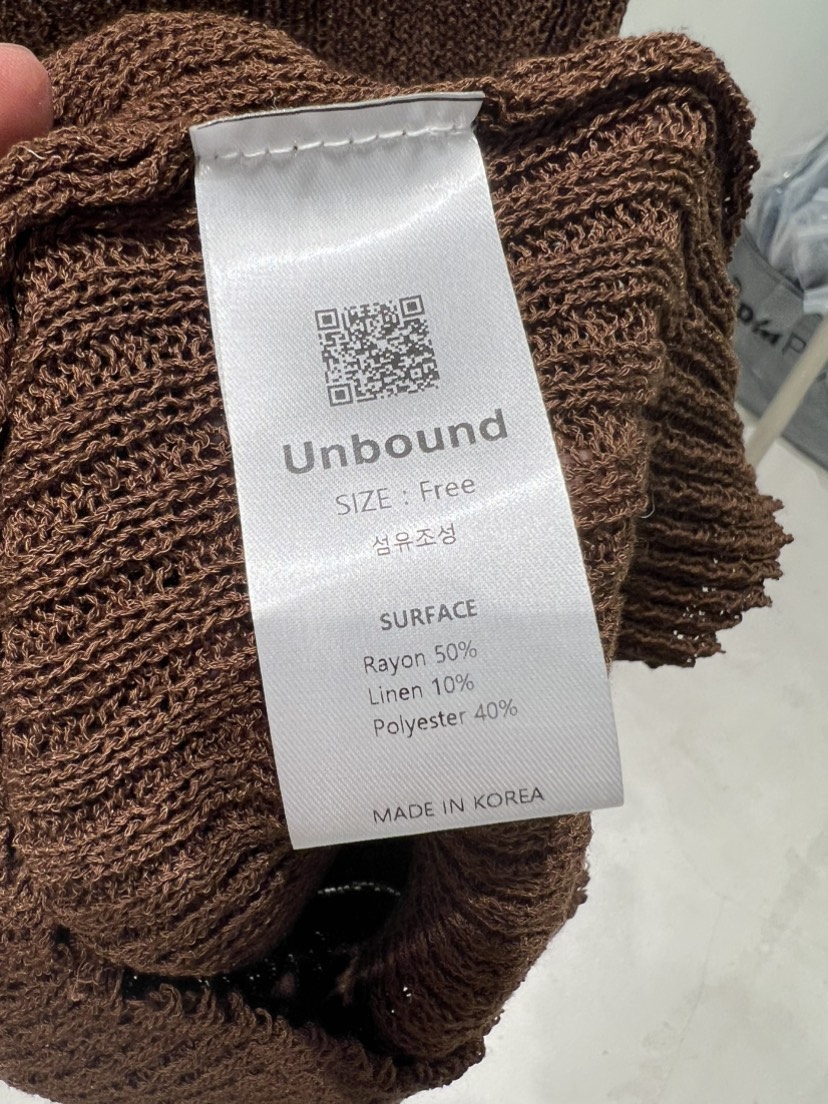 Unbound
SIZE : Free
섬유조성
SURFACE
Rayon 50%
Linen 10%
Polyester 40%
MADE IN KOREA